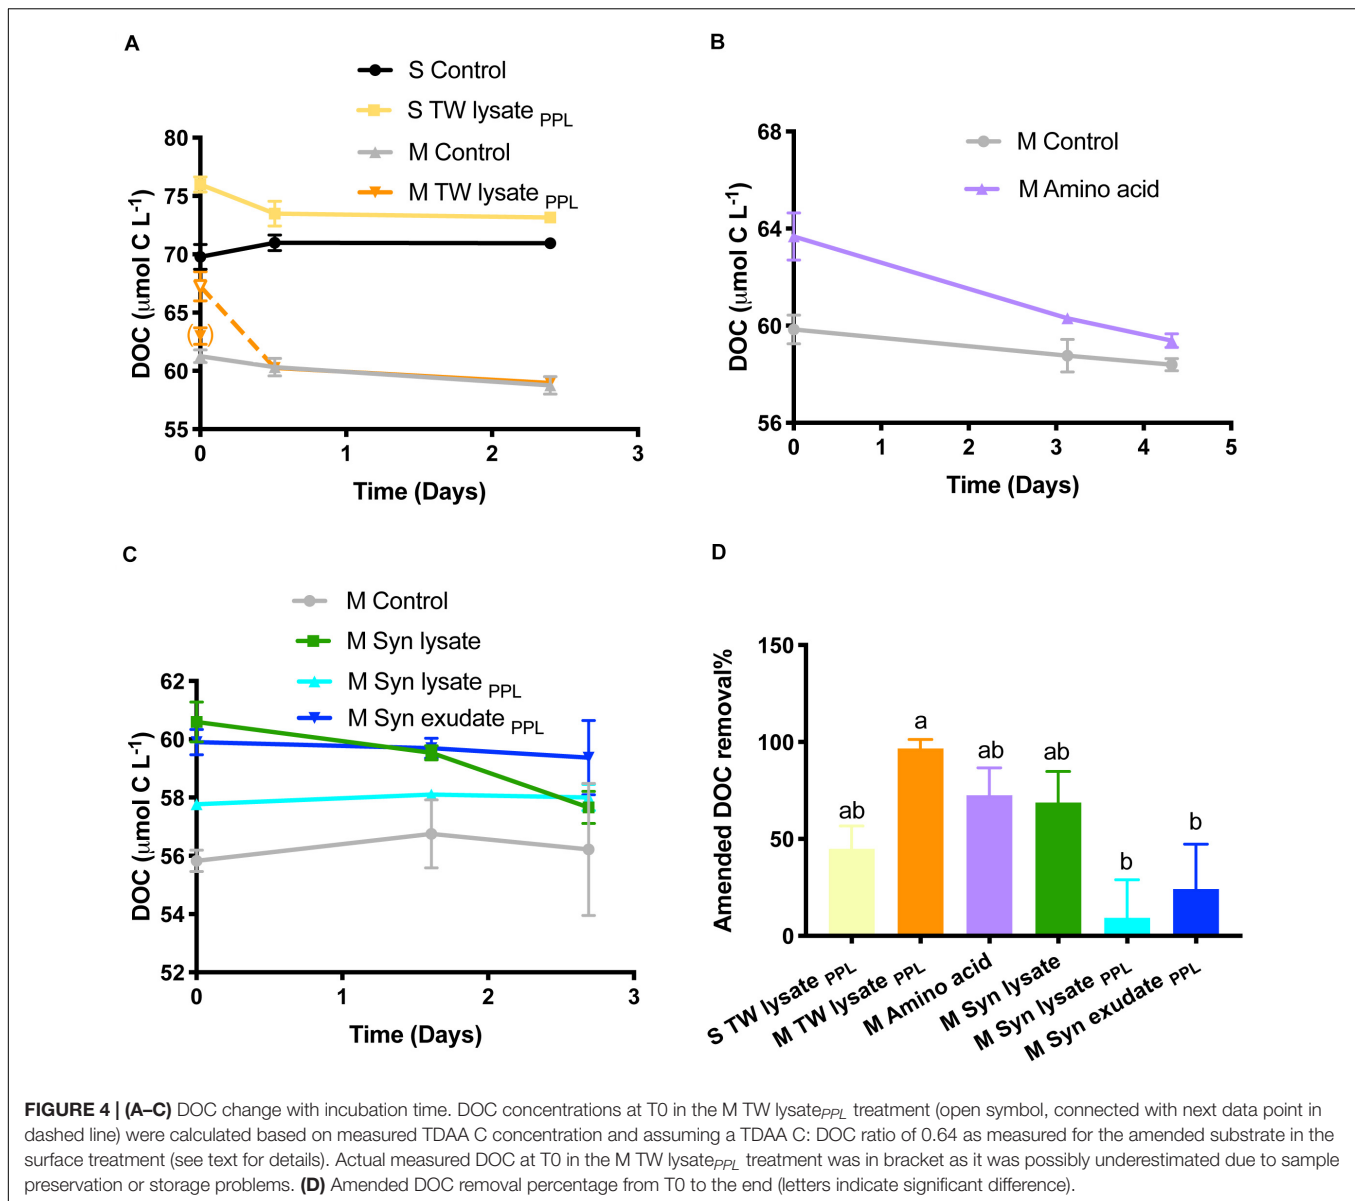 A
S Control
S TW lysate PPL
M Control
M TW lysate PPL
80
75
70
65
60
55
DOC (μmol C L-1)
0 1 2 3
Time (Days)
B
M Control
M Amino acid
68
64
60
56
DOC (μmol C L-1)
0 1 2 3 4 5
Time (Days)
C
M Control
M Syn lysate
M Syn lysate PPL
M Syn exudate PPL
62
60
58
56
54
52
DOC (μmol C L-1)
0 1 2 3
Time (Days)
D
150
100
50
0
Amended DOC removal%
ab
a
ab
ab
b
b
S TW lysate PPL
M TW lysate PPL
M Amino acid
M Syn lysate
M Syn lysate PPL
M Syn exudate PPL
FIGURE 4 | (A–C) DOC change with incubation time. DOC concentrations at T0 in the M TW lysatePPL treatment (open symbol, connected with next data point in
dashed line) were calculated based on measured TDAA C concentration and assuming a TDAA C: DOC ratio of 0.64 as measured for the amended substrate in the
surface treatment (see text for details). Actual measured DOC at T0 in the M TW lysatePPL treatment was in bracket as it was possibly underestimated due to sample
preservation or storage problems. (D) Amended DOC removal percentage from T0 to the end (letters indicate significant difference).